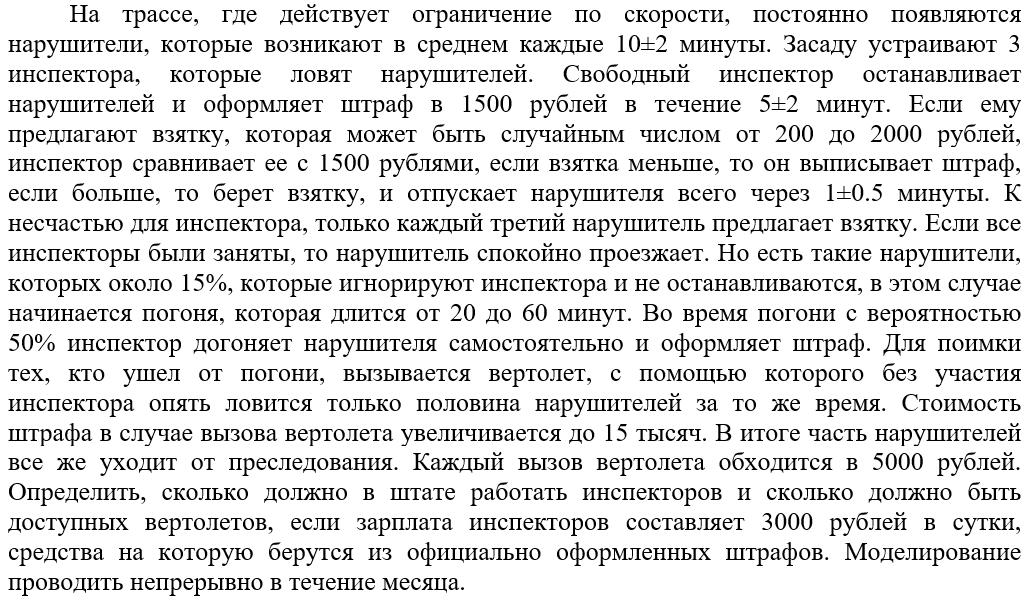 На трассе, где действует ограничение по скорости, постоянно появляются
нарушители, которые возникают в среднем каждые 10±2 минуты. Засаду устраивают 3
инспектора, которые ловят нарушителей. Свободный инспектор останавливает
нарушителей и оформляет штраф в 1500 рублей в течение 5±2 минут. Если ему
предлагают взятку, которая может быть случайным числом от 200 до 2000 рублей,
инспектор сравнивает ее с 1500 рублями, если взятка меньше, то он выписывает штраф,
если больше, то берет взятку, и отпускает нарушителя всего через 1±0.5 минуты. К
несчастью для инспектора, только каждый третий нарушитель предлагает взятку. Если все
инспекторы были заняты, то нарушитель спокойно проезжает. Но есть такие нарушители,
которых около 15%, которые игнорируют инспектора и не останавливаются, в этом случае
начинается погоня, которая длится от 20 до 60 минут. Во время погони с вероятностью
50% инспектор догоняет нарушителя самостоятельно и оформляет штраф. Для поимки
тех, кто ушел от погони, вызывается вертолет, с помощью которого без участия
инспектора опять ловится только половина нарушителей за то же время. Стоимость
штрафа в случае вызова вертолета увеличивается до 15 тысяч. В итоге часть нарушителей
все же уходит от преследования. Каждый вызов вертолета обходится в 5000 рублей.
Определить, сколько должно в штате работать инспекторов и сколько должно быть
доступных вертолетов, если зарплата инспекторов составляет 3000 рублей в сутки,
средства на которую берутся из официально оформленных штрафов. Моделирование
проводить непрерывно в течение месяца.